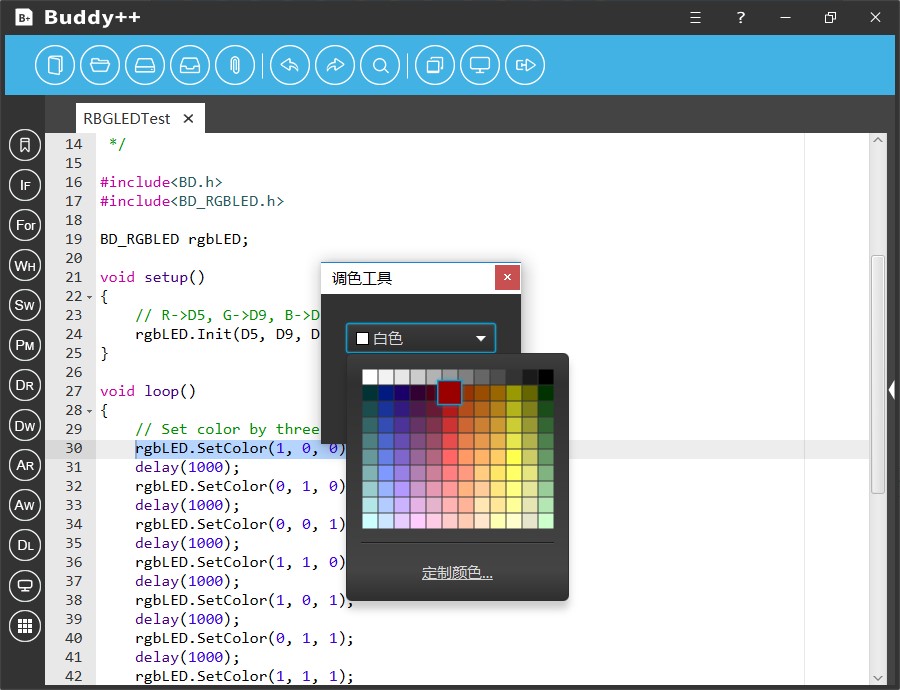 B+ Buddy++
?
RBGLEDTest
IF
For
WH
SW
PM
DR
DW
AR
AW
DL
14 */
15
16 #include<BD.h>
17 #include<BD_RGBLED.h>
18
19 BD_RGBLED rgbLED;
20
21 void setup()
22 {
23 // R->D5, G->D9, B->D
24 rgbLED.Init(D5, D9, D
25 }
26
27 void loop()
28 {
29 // Set color by three
30 rgbLED.SetColor(1, 0, 0)
31 delay(1000);
32 rgbLED.SetColor(0, 1, 0)
33 delay(1000);
34 rgbLED.SetColor(0, 0, 1)
35 delay(1000);
36 rgbLED.SetColor(1, 1, 0)
37 delay(1000);
38 rgbLED.SetColor(1, 0, 1);
39 delay(1000);
40 rgbLED.SetColor(0, 1, 1);
41 delay(1000);
42 rgbLED.SetColor(1, 1, 1);
调色工具
白色
定制颜色...